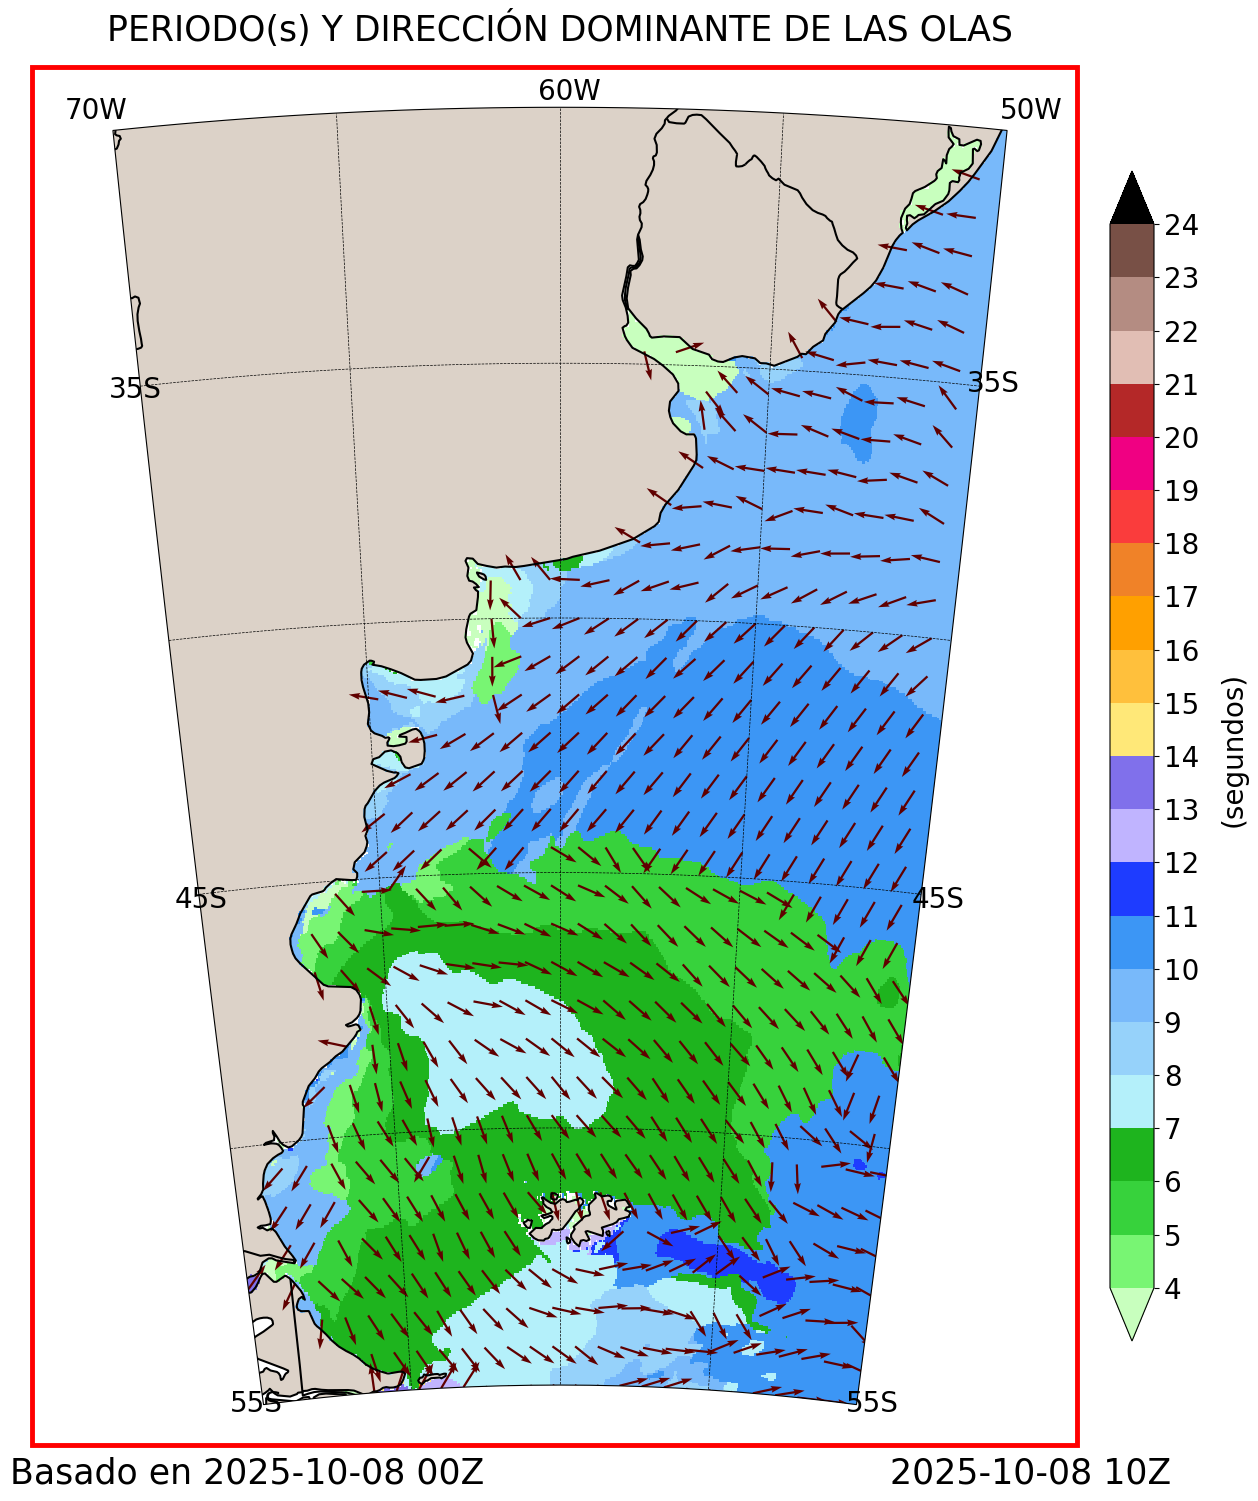 PERIODO(s) Y DIRECCIÓN DOMINANTE DE LAS OLAS
70W
60W
50W
35S
35S
45S
45S
55S
55S
24
23
22
21
20
19
18
17
16
15
14
13
12
11
10
9
8
7
6
5
4
(segundos)
Basado en 2025-10-08 00Z
2025-10-08 10Z